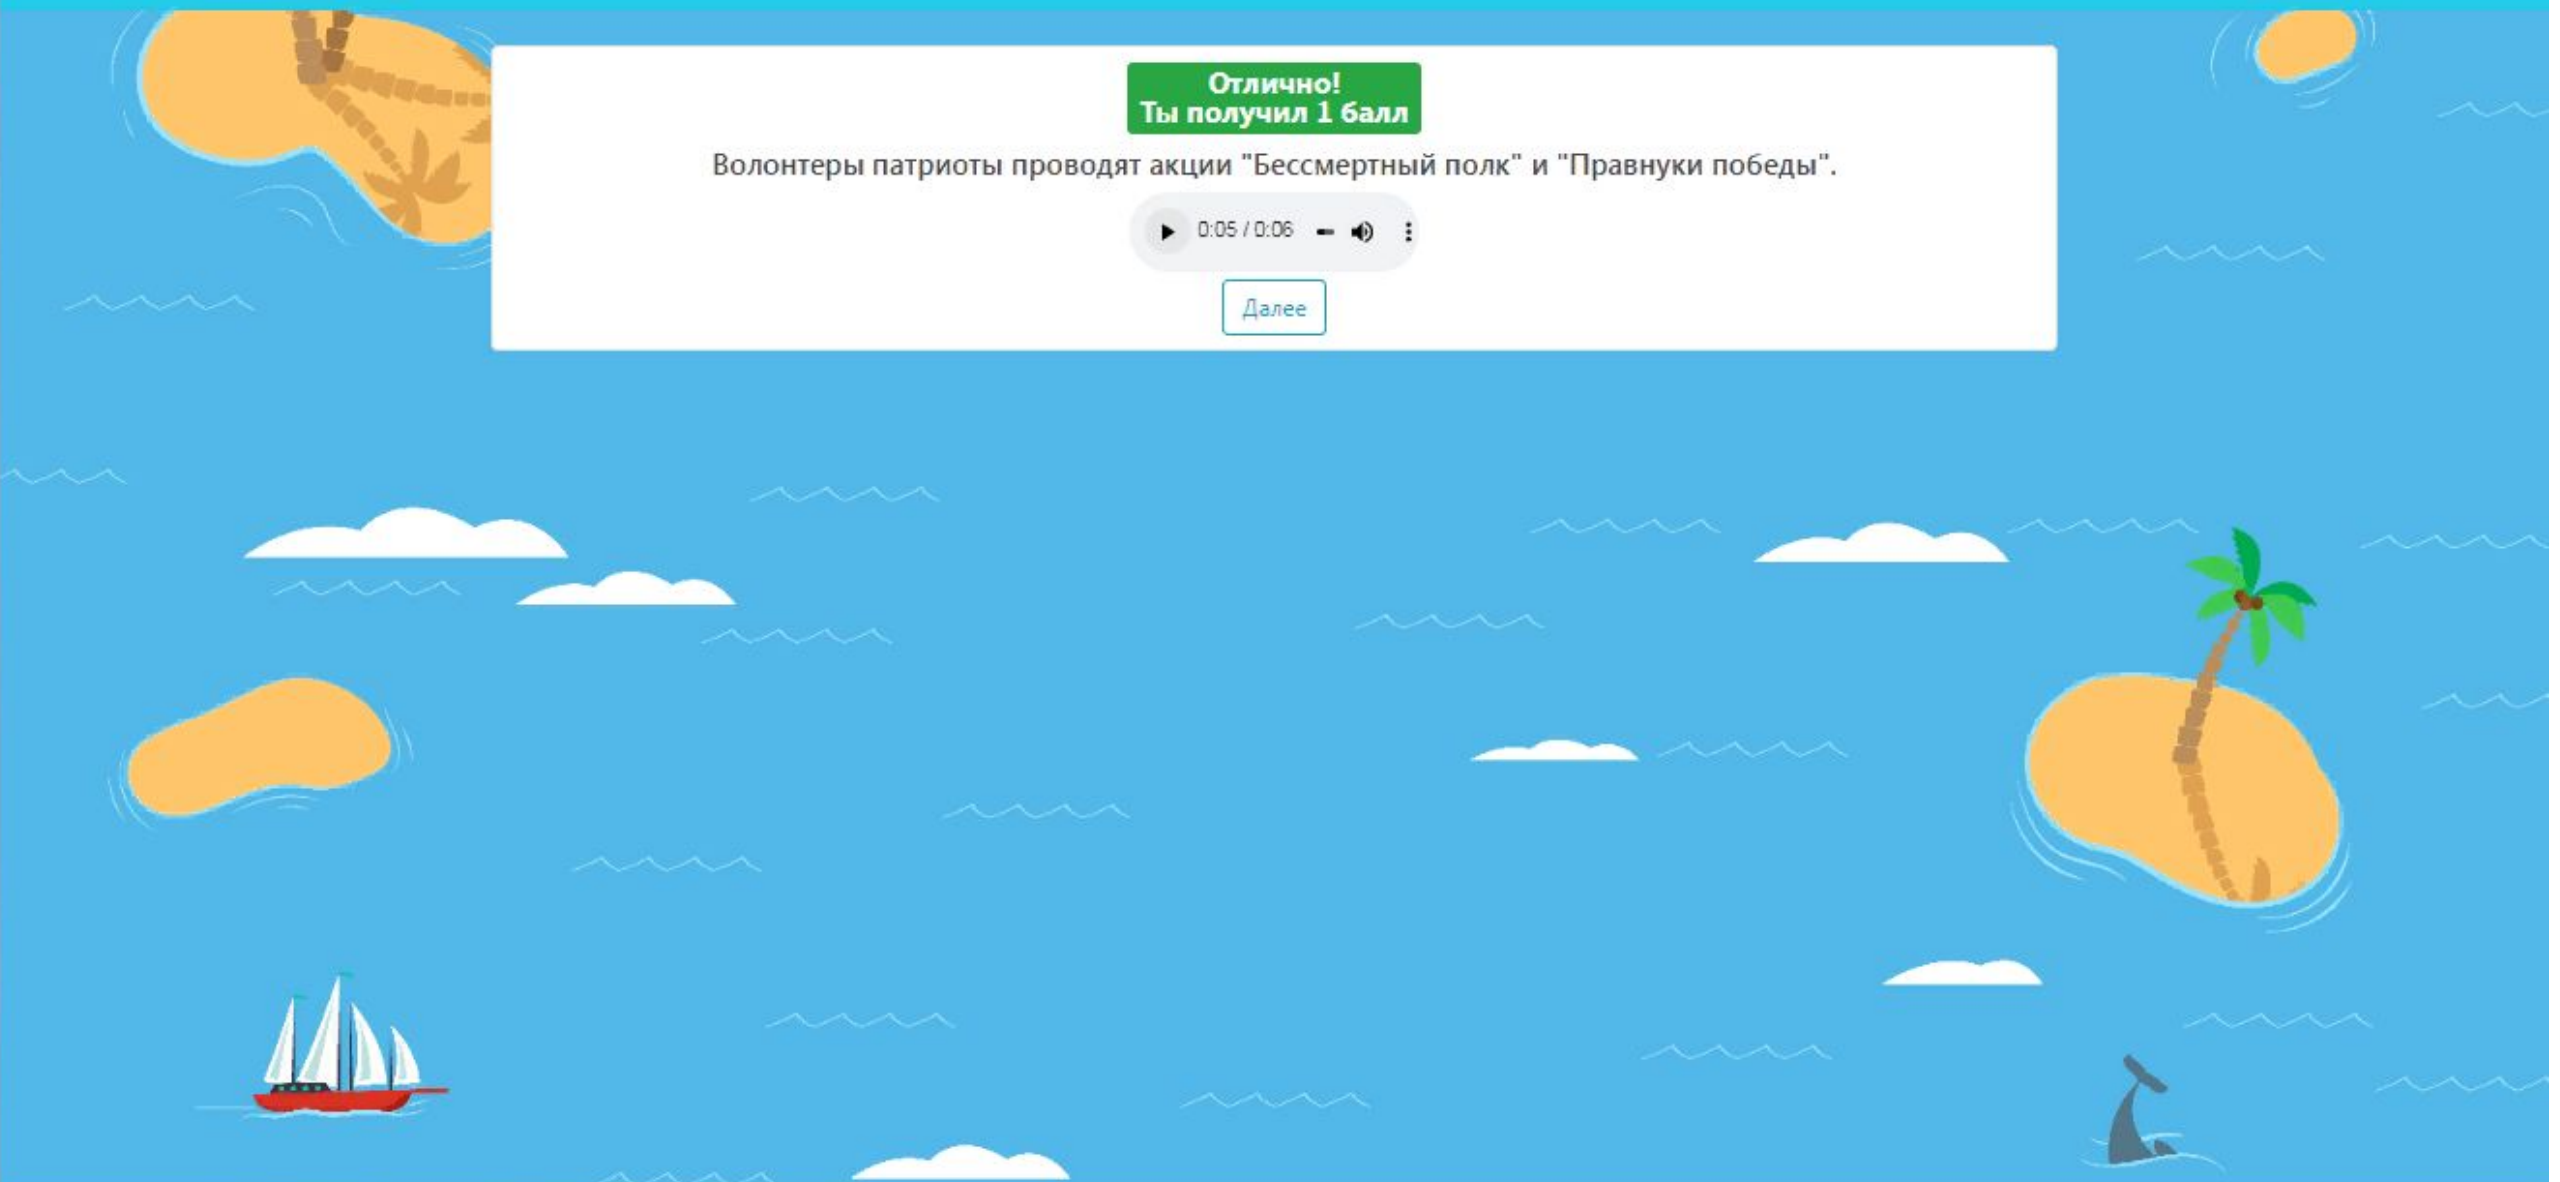 Отлично!
Ты получил 1 балл
Волонтеры патриоты проводят акции "Бессмертный полк" и "Правнуки победы".
0:05 / 0:06
Далее